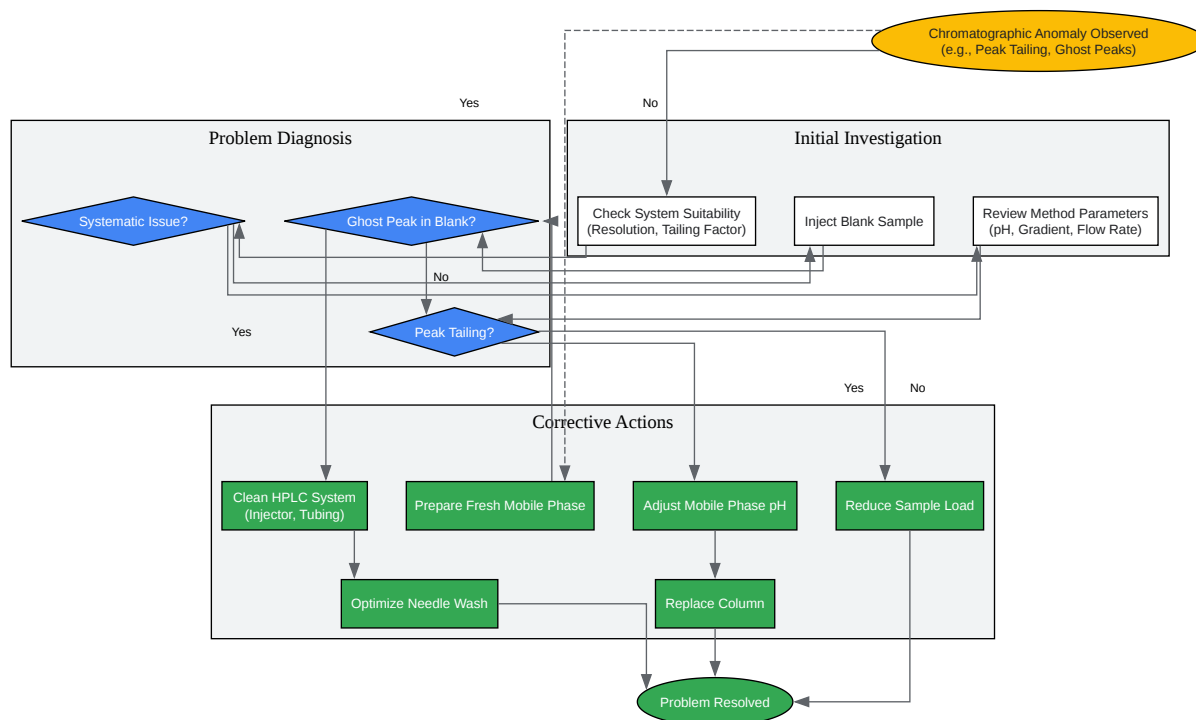 Chromatographic Anomaly Observed
(e.g., Peak Tailing, Ghost Peaks)
Yes
No
Problem Diagnosis
Initial Investigation
Systematic Issue?
Ghost Peak in Blank?
Check System Suitability
(Resolution, Tailing Factor)
Inject Blank Sample
Review Method Parameters
(pH, Gradient, Flow Rate)
No
Yes
Peak Tailing?
Yes
No
Corrective Actions
Clean HPLC System
(Injector, Tubing)
Prepare Fresh Mobile Phase
Adjust Mobile Phase pH
Reduce Sample Load
Optimize Needle Wash
Replace Column
Problem Resolved